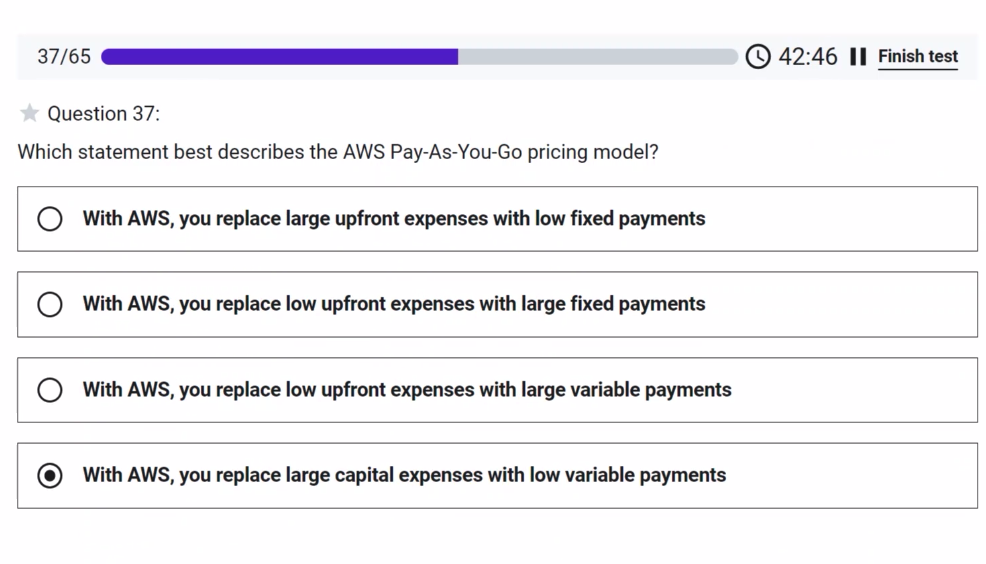 37/65 42:46 Finish test
Question 37:
Which statement best describes the AWS Pay-As-You-Go pricing model?
With AWS, you replace large upfront expenses with low fixed payments
With AWS, you replace low upfront expenses with large fixed payments
With AWS, you replace low upfront expenses with large variable payments
With AWS, you replace large capital expenses with low variable payments